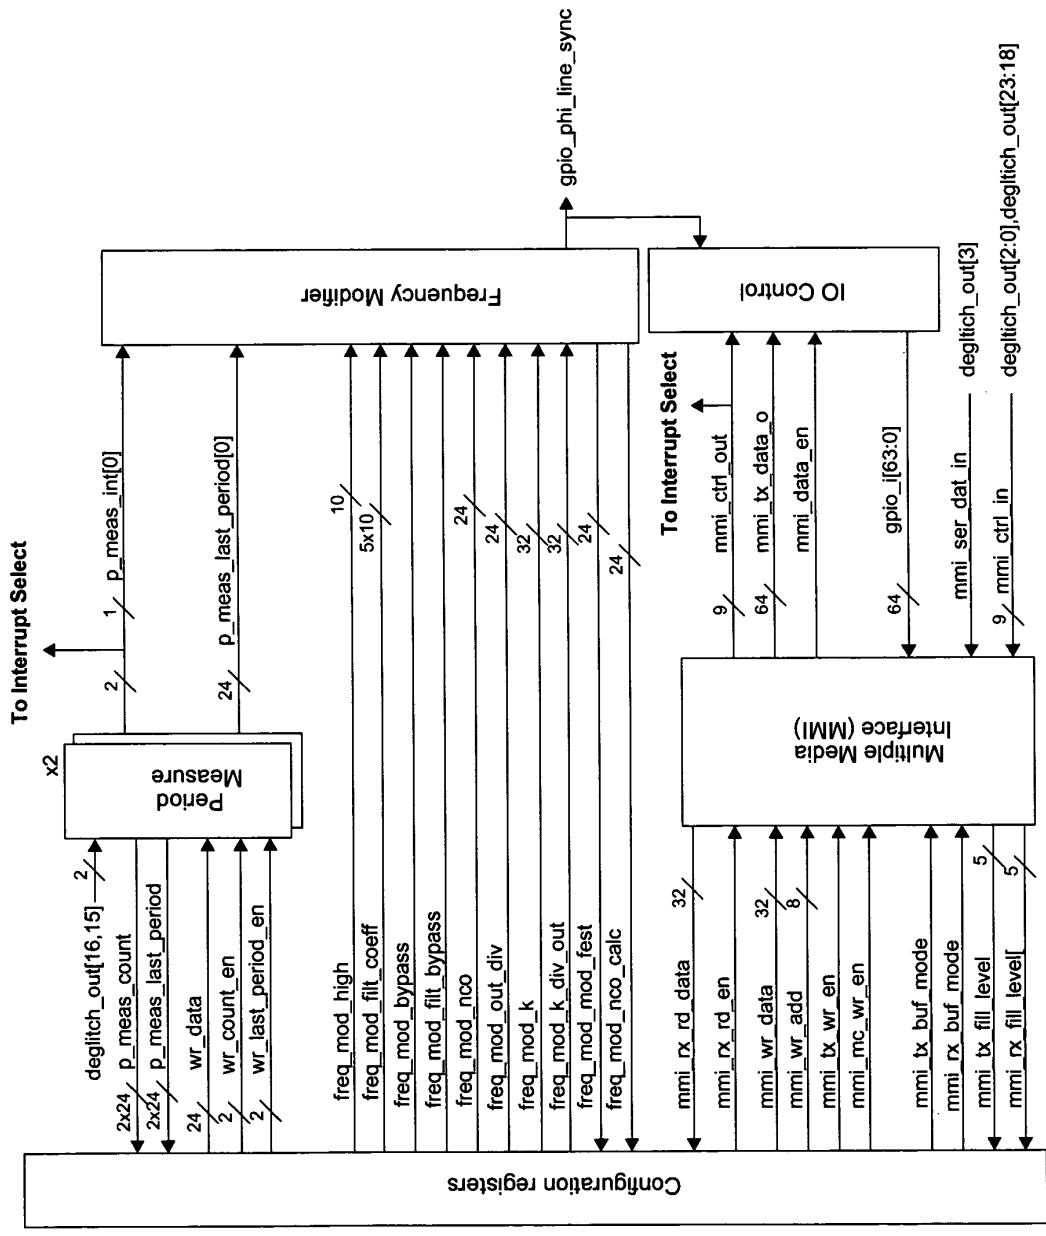 To Interrupt Select
x2
Period
Measure
deglitch_out[16,15]
2
2x24
p_meas_count
2x24
p_meas_last_period
24
wr_data
2
wr_count_en
2
wr_last_period_en
2
1
p_meas_int[0]
24
p_meas_last_period[0]
Frequency Modifier
gpio_phi_line_sync
freq_mod_high
10
freq_mod_filt_coeff
5x10
freq_mod_bypass
freq_mod_filt_bypass
freq_mod_nco
24
freq_mod_out_div
24
freq_mod_k
32
freq_mod_k_div_out
32
freq_mod_mod_fest
24
freq_mod_nco_calc
24
To Interrupt Select
IO Control
9
mmi_ctrl_out
64
mmi_tx_data_o
mmi_data_en
64
gpio_i[63:0]
mmi_ser_dat_in
degltich_out[3]
9
mmi_ctrl_in
degltich_out[2:0],degltich_out[23:18]
Multiple Media
Interface (MMI)
mmi_rx_rd_data
32
mmi_rx_rd_en
mmi_wr_data
32
mmi_wr_add
8
mmi_tx_wr_en
mmi_mc_wr_en
mmi_tx_buf_mode
mmi_rx_buf_mode
mmi_tx_fill_level
5
mmi_rx_fill_level[
5
Configuration registers